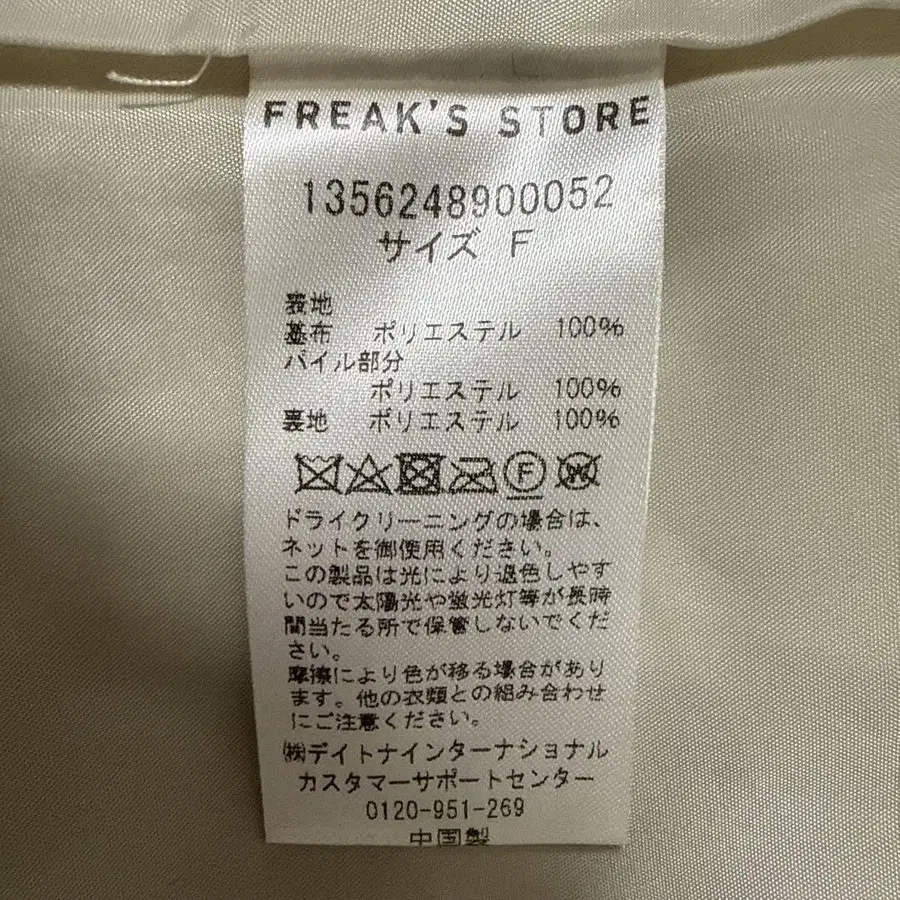 FREAK'S STORE
1356248900052
サイズ F
表地
基布 ポリエステル 100%
パイル部分
ポリエステル 100%
裏地 ポリエステル 100%
F
W
ドライクリーニングの場合は、
ネットを御使用ください。
この製品は光により退色しやす
いので太陽光や蛍光灯等が長時
間当たる所で保管しないでくだ
さい。
摩擦により色が移る場合があり
ます。他の衣類との組み合わせ
にご注意ください。
㈱デイトナインターナショナル
カスタマーサポートセンター
0120-951-269
中国製